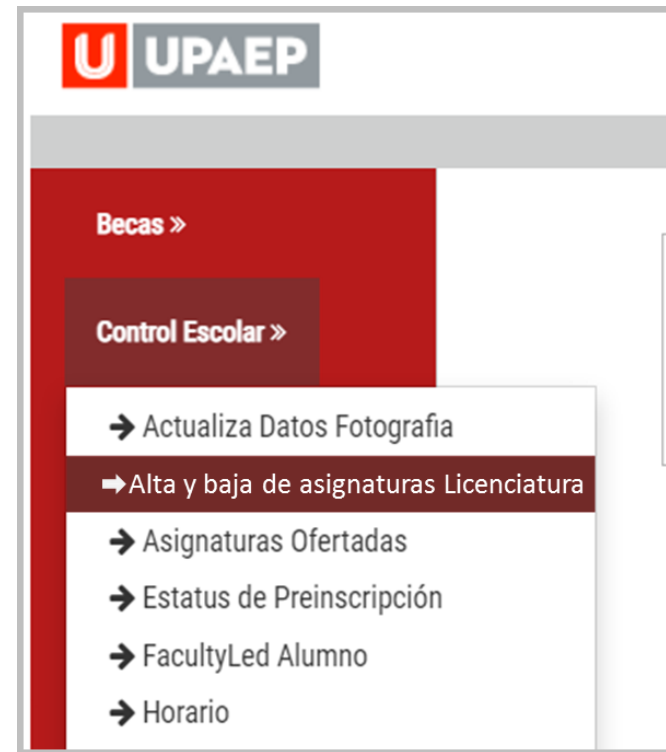 U UPAEP
Becas »
Control Escolar »
➔ Actualiza Datos Fotografia
➡Alta y baja de asignaturas Licenciatura
➔ Asignaturas Ofertadas
➔ Estatus de Preinscripción
➔ FacultyLed Alumno
➔ Horario